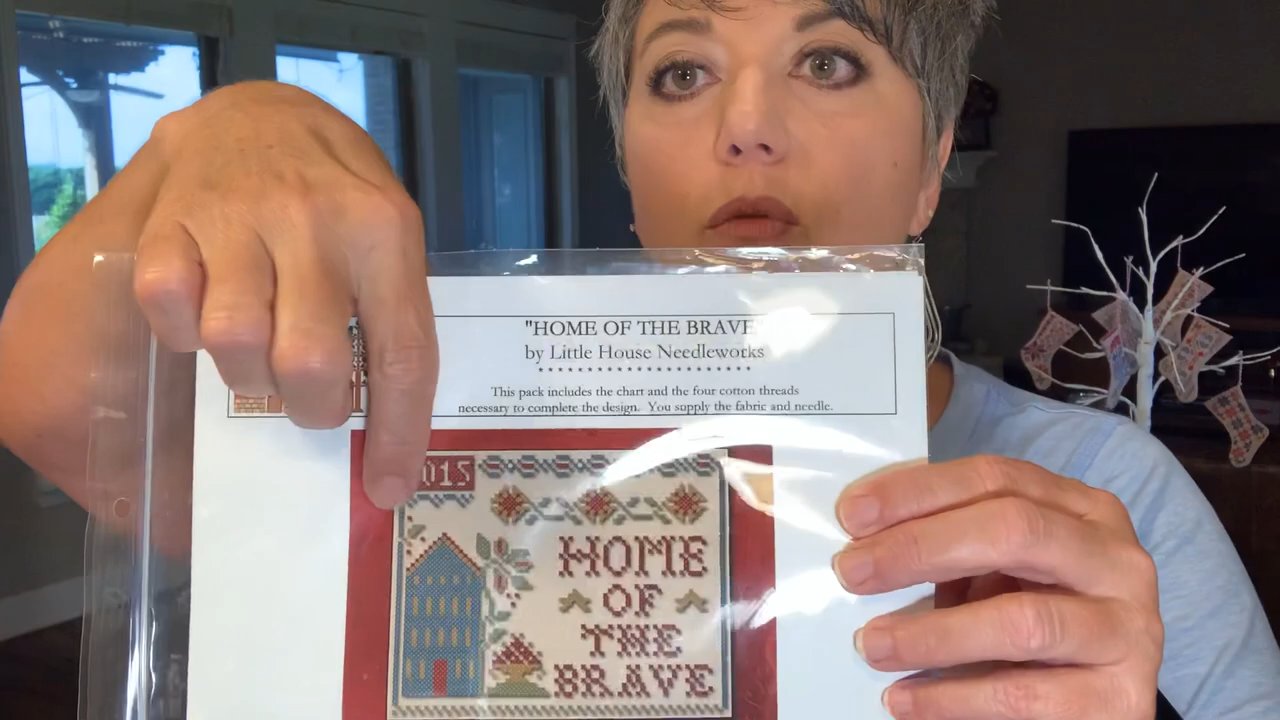 "HOME OF THE BRAVE"
by Little House Needleworks
*********************
This pack includes the chart and the four cotton threads
necessary to complete the design. You supply the fabric and needle.
015
HOME
OF
THE
BRAVE